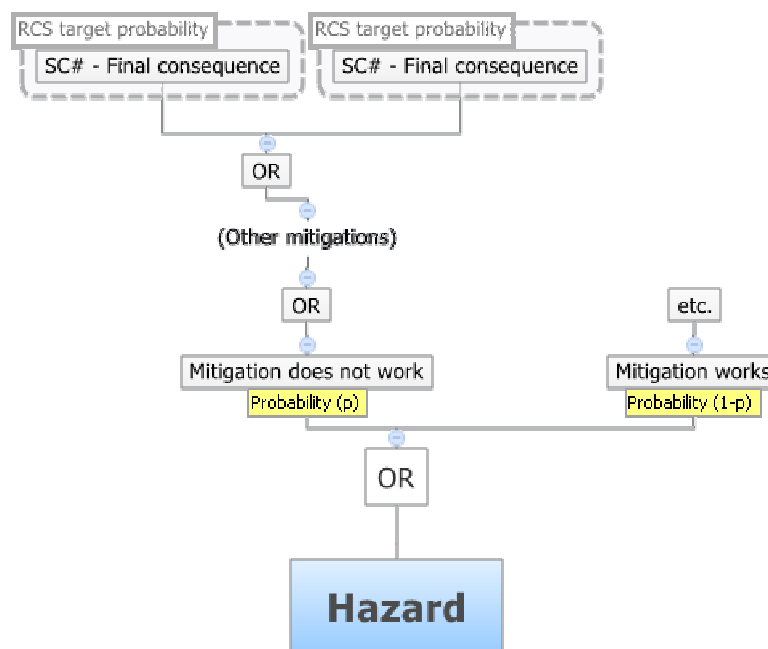 RCS target probability
RCS target probability
SC# - Final consequence
SC# - Final consequence
OR
(Other mitigations)
OR
etc.
Mitigation does not work
Mitigation works
Probability (p)
Probability (1-p)
OR
Hazard